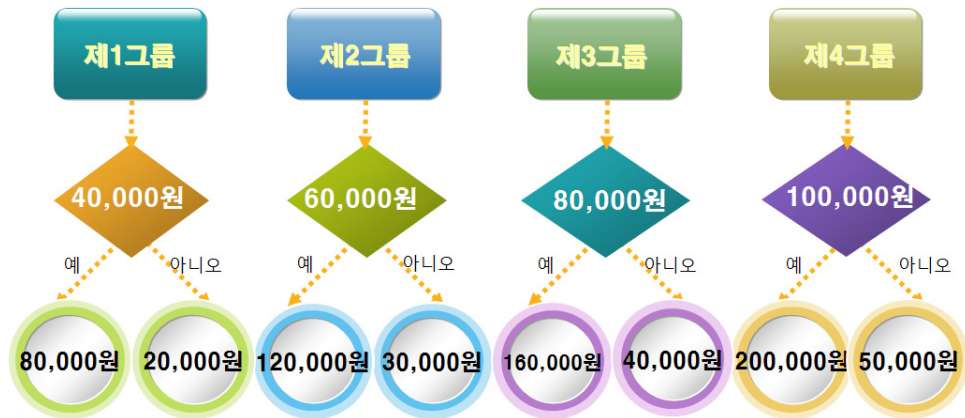 제1그룹 제2그룹 제3그룹 제4그룹
40,000원 60,000원 80,000원 100,000원
예 아니오 예 아니오 예 아니오 예 아니오
80,000원 20,000원 120,000원 30,000원 160,000원 40,000원 200,000원 50,000원